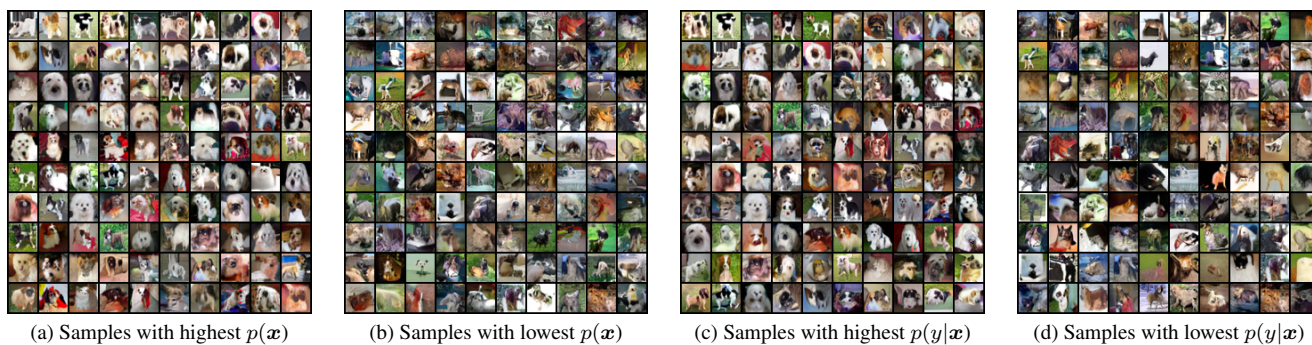 (a) Samples with highest p(x)
(b) Samples with lowest p(x)
(c) Samples with highest p(y|x)
(d) Samples with lowest p(y|x)